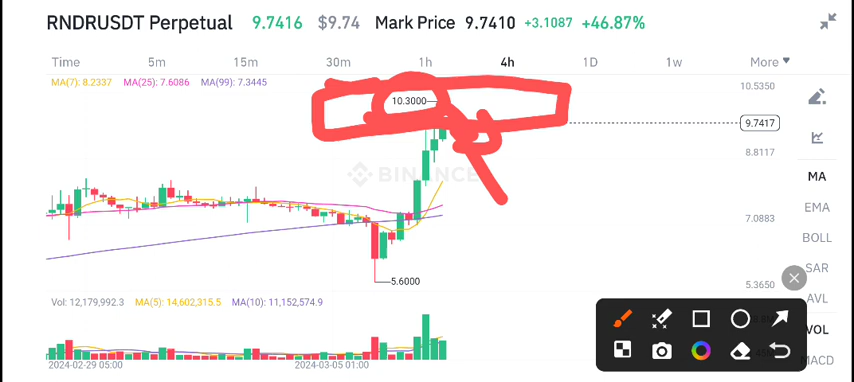 RNDRUSDT Perpetual 9.7416 $9.74 Mark Price 9.7410 +3.1087 +46.87%
Time 5m 15m 30m 1h 4h 1D 1w More
MA(7): 8.2337 MA(25): 7.6086 MA(99): 7.3445
10.5350
10.3000
9.7417
8.8117
BINANCE
MA
EMA
7.0883
BOLL
SAR
5.6000
5.3650
AVL
Vol: 12,179,992.3 MA(5): 14,602,315.5 MA(10): 11,152,574.9
VOL
MACD
2024-02-29 05:00 2024-03-05 01:00